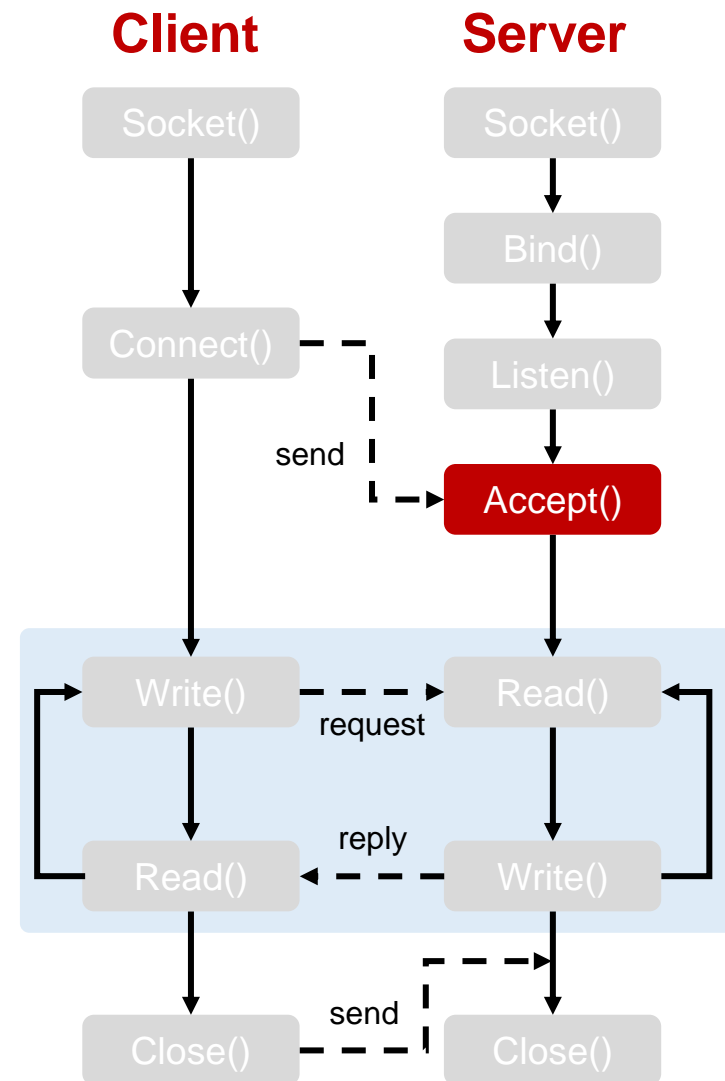 Client Server
Socket() Socket()
Bind()
Connect()
Listen()
send
Accept()
Write() Read()
request
reply
Read() Write()
send
Close() Close()